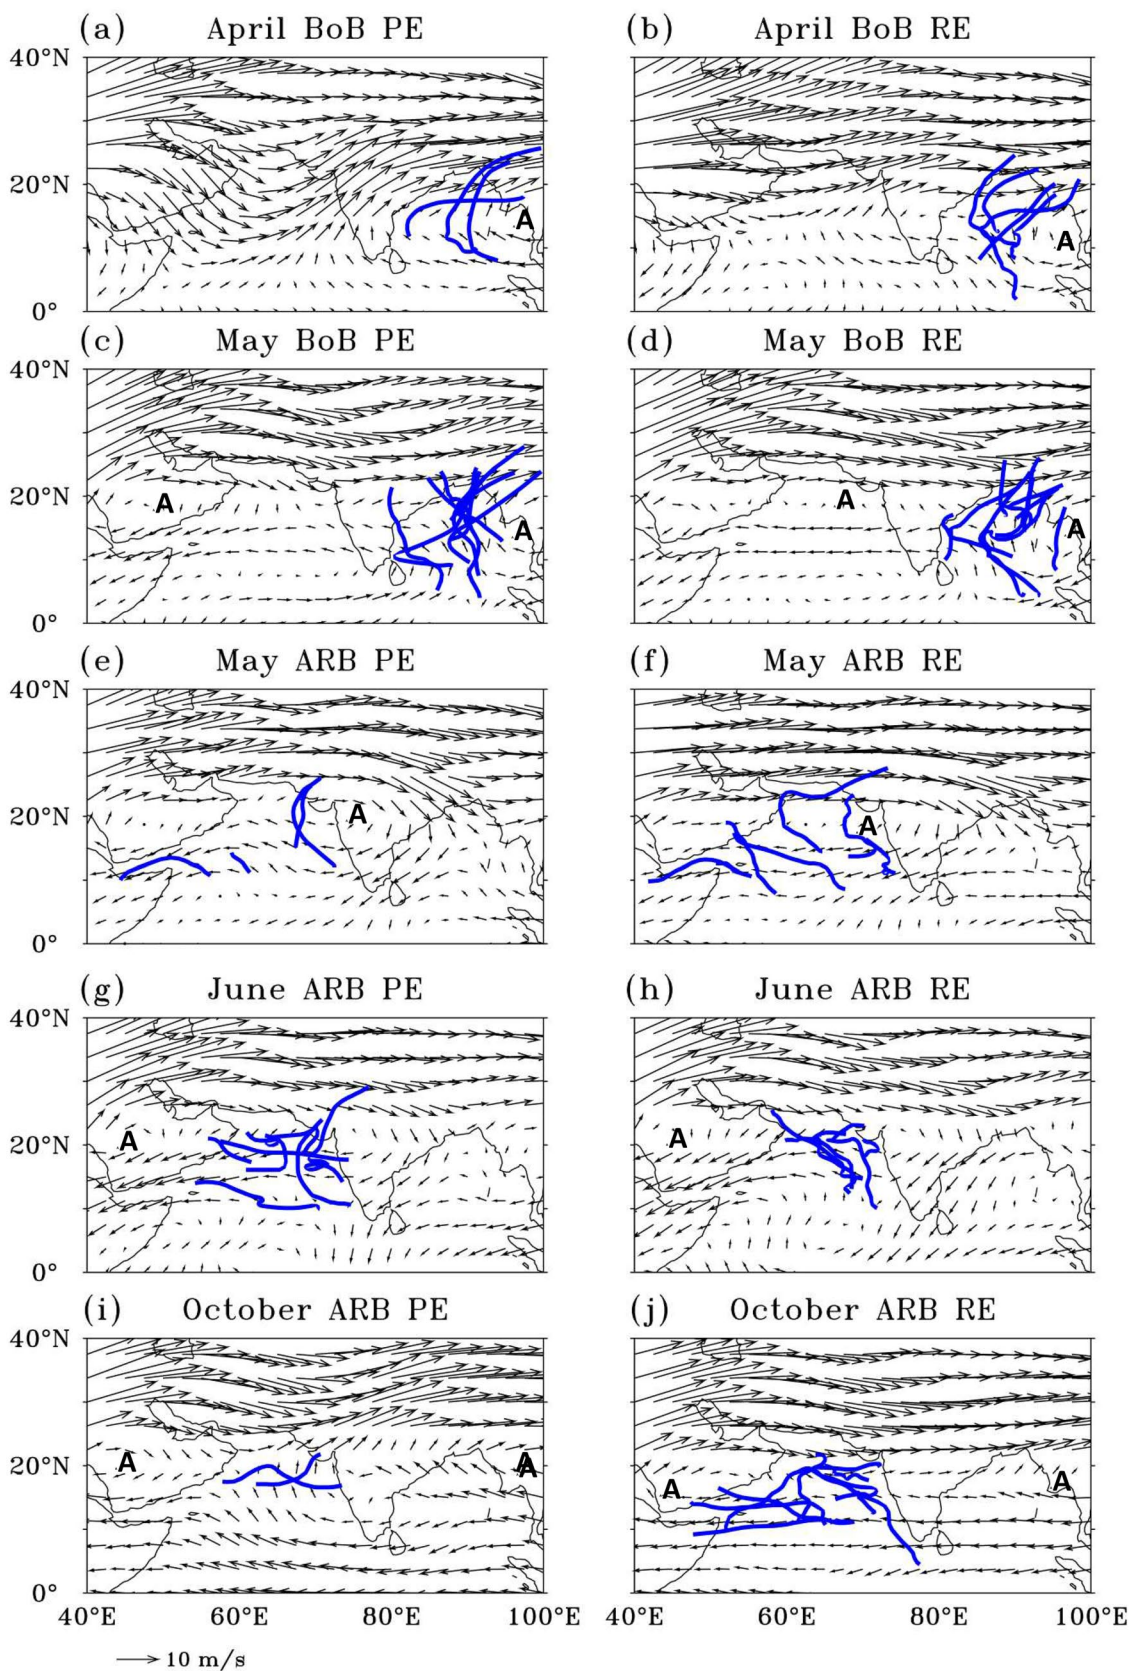 (a) April BoB PE
(b) April BoB RE
40°N
20°N
0°
A
A
(c) May BoB PE
(d) May BoB RE
40°N
20°N
0°
A
A
A
A
(e) May ARB PE
(f) May ARB RE
40°N
20°N
0°
A
A
(g) June ARB PE
(h) June ARB RE
40°N
20°N
0°
A
A
(i) October ARB PE
(j) October ARB RE
40°N
20°N
0°
A
A
A
A
A
40°E 60°E 80°E 100°E
40°E 60°E 80°E 100°E
10 m/s